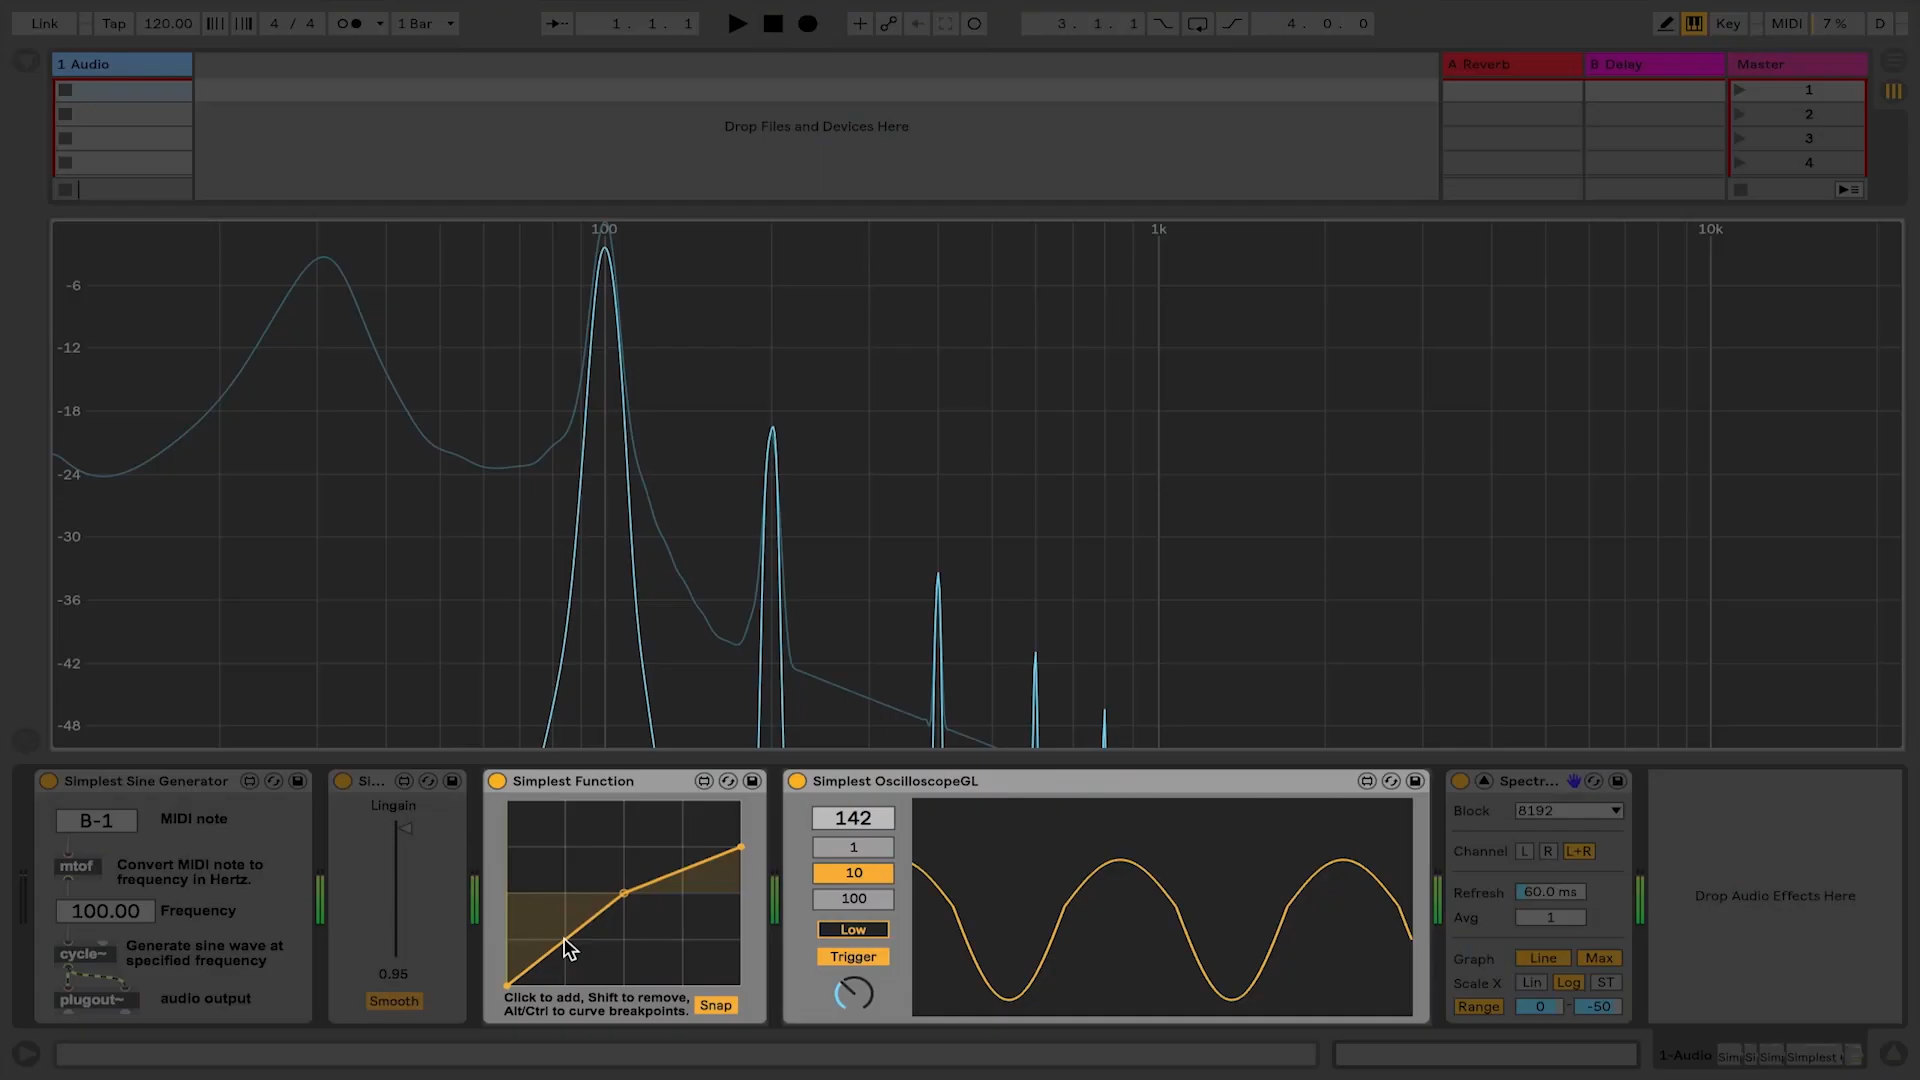 Link Tap 120.00 4 / 4 1 Bar 1. 1. 1 3. 1. 1 4. 0. 0 Key MIDI 7 % D
1 Audio A Reverb B Delay Master
1
2
3
4
Drop Files and Devices Here
100 1k 10k
-6
-12
-18
-24
-30
-36
-42
-48
Simplest Sine Generator
B-1 MIDI note
mtof Convert MIDI note to
frequency in Hertz.
100.00 Frequency
cycle~ Generate sine wave at
specified frequency
plugout~ audio output
Si...
Lingain
0.95
Smooth
Simplest Function
Click to add, Shift to remove,
Alt/Ctrl to curve breakpoints.
Snap
Simplest OscilloscopeGL
142
1
10
100
Low
Trigger
Spectr...
Block 8192
Channel L R L+R
Refresh 60.0 ms
Avg 1
Graph Line Max
Scale X Lin Log ST
Range 0 - -50
Drop Audio Effects Here
1-Audio Simp Si Simp Simplest